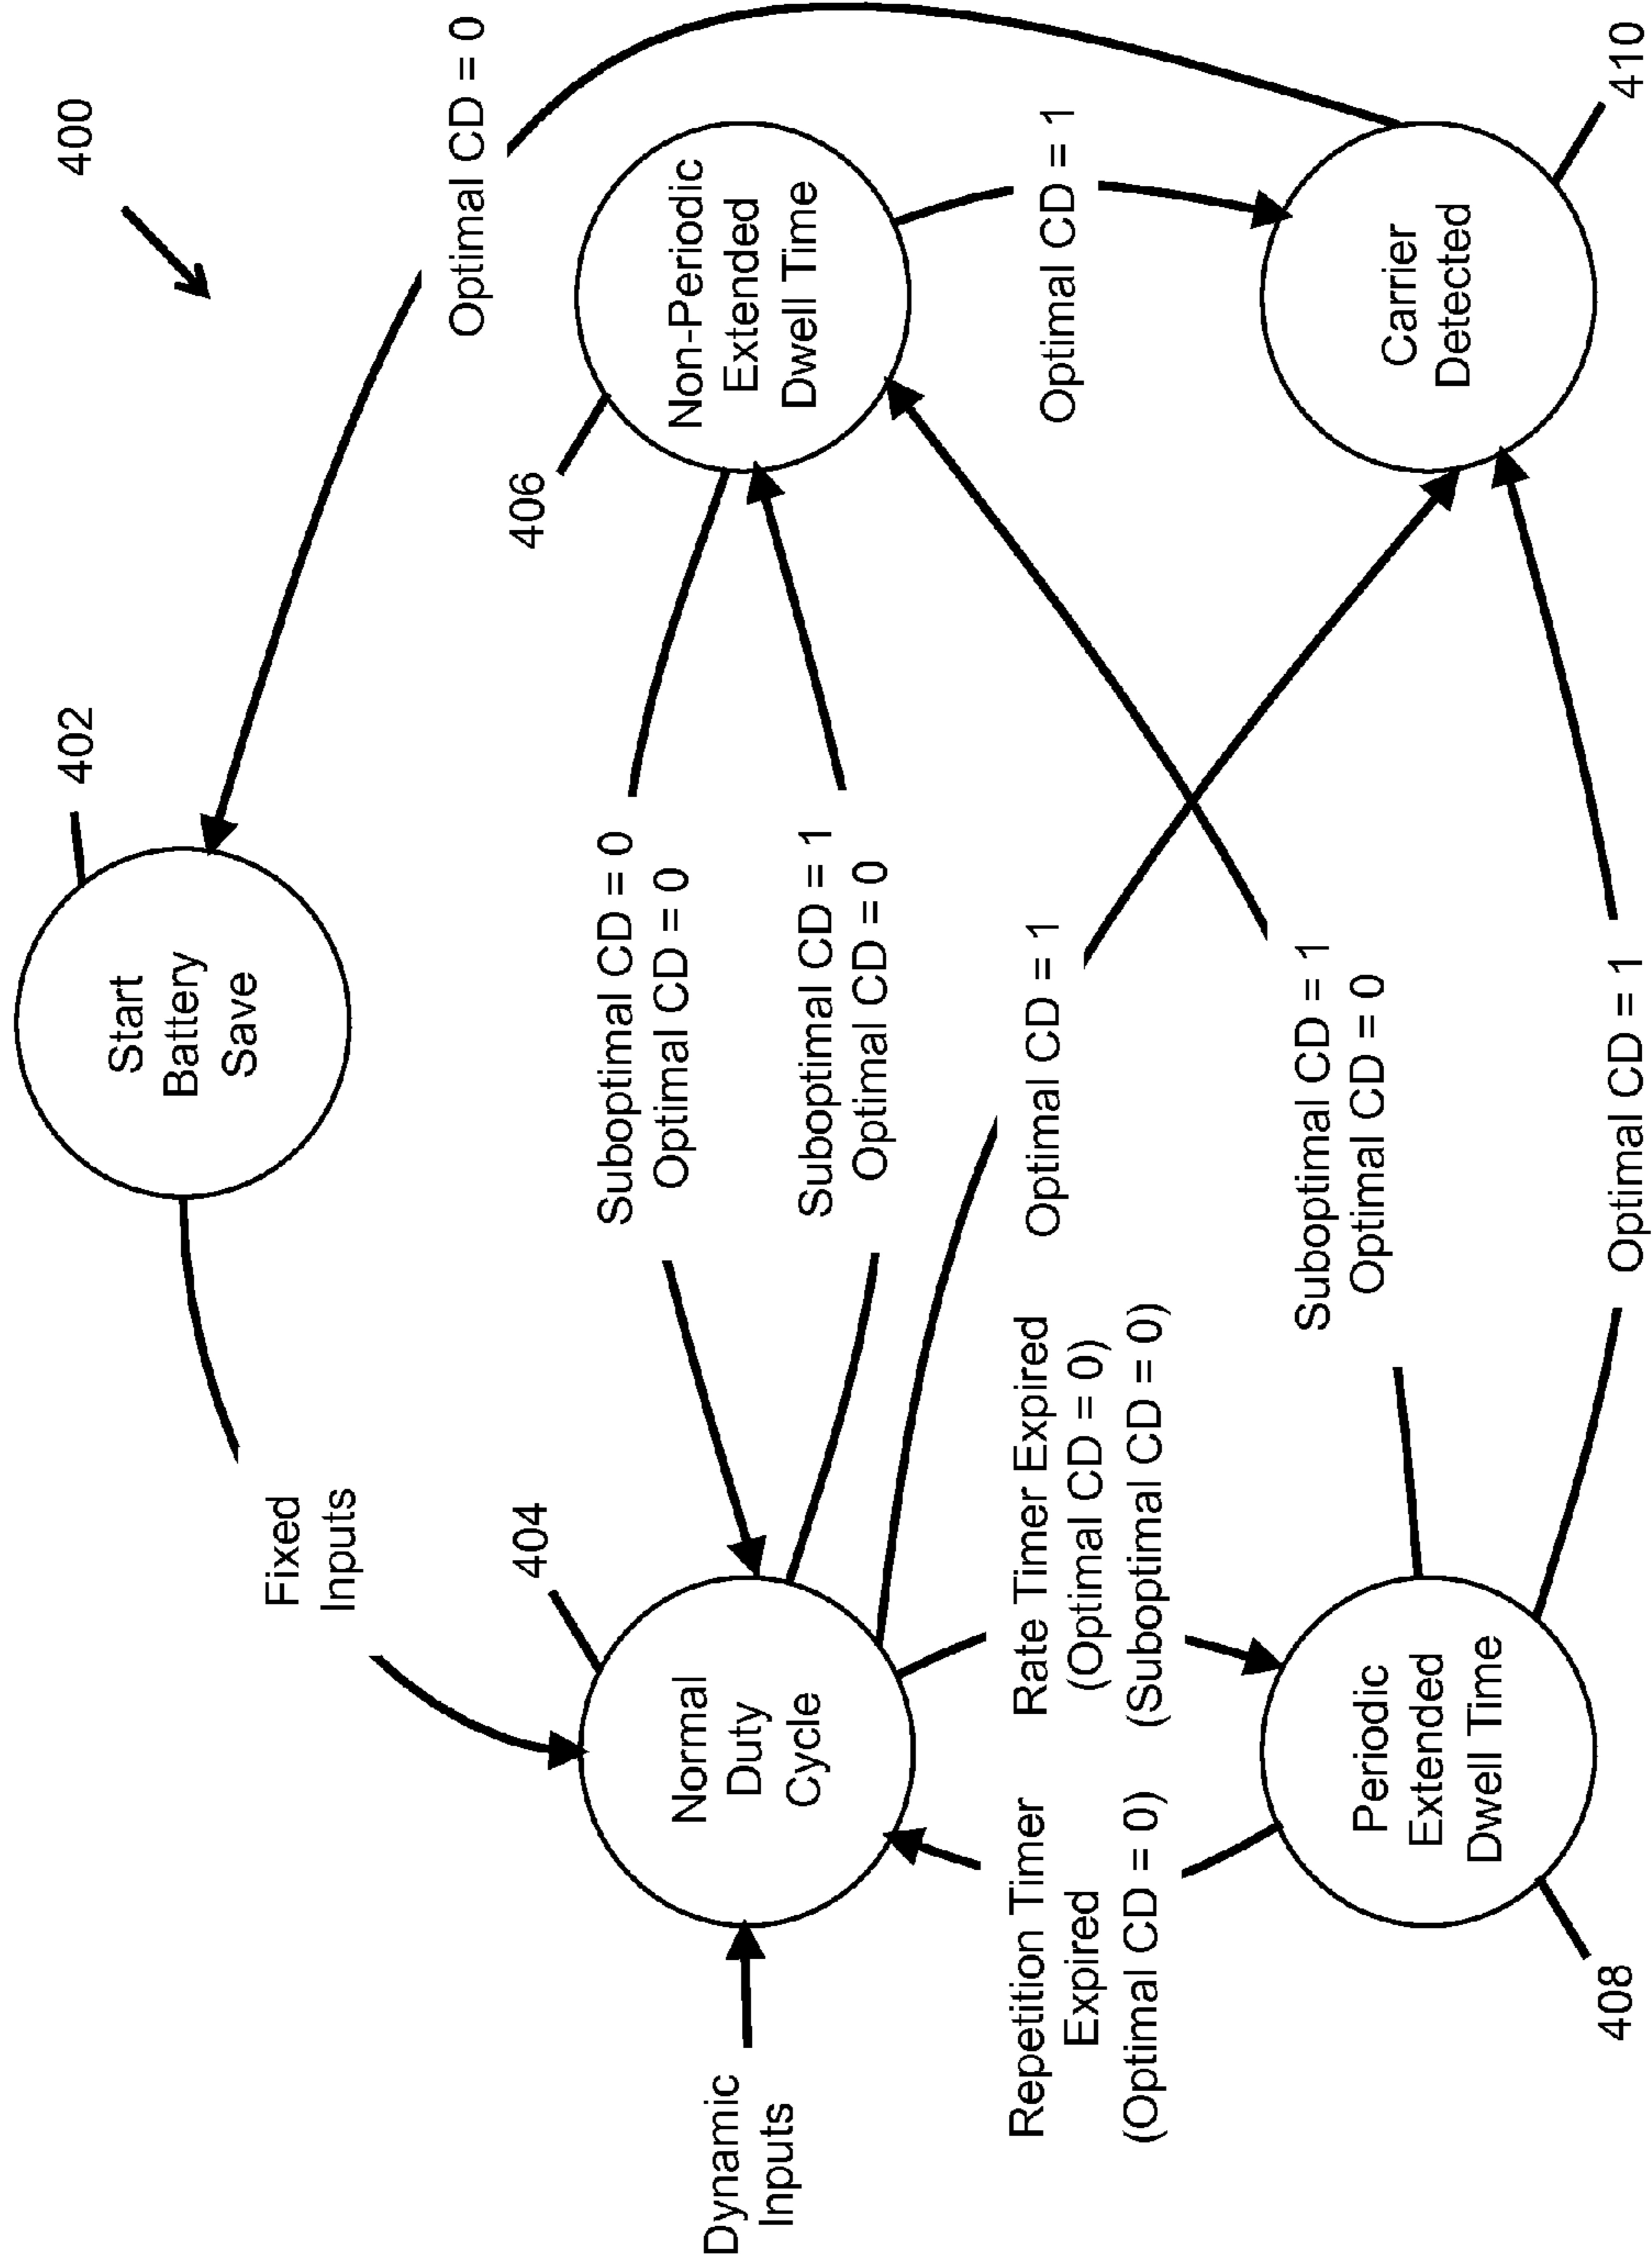 400
402
Start
Battery
Save
Optimal CD = 0
Fixed
Inputs
404
406
Normal
Duty
Cycle
Non-Periodic
Extended
Dwell Time
Suboptimal CD = 0
Optimal CD = 0
Suboptimal CD = 1
Optimal CD = 0
Dynamic
Inputs
Optimal CD = 1
Optimal CD = 1
Repetition Timer
Expired
(Optimal CD = 0)
Rate Timer Expired
(Optimal CD = 0)
(Suboptimal CD = 0)
Suboptimal CD = 1
Optimal CD = 0
Periodic
Extended
Dwell Time
Carrier
Detected
408
Optimal CD = 1
410